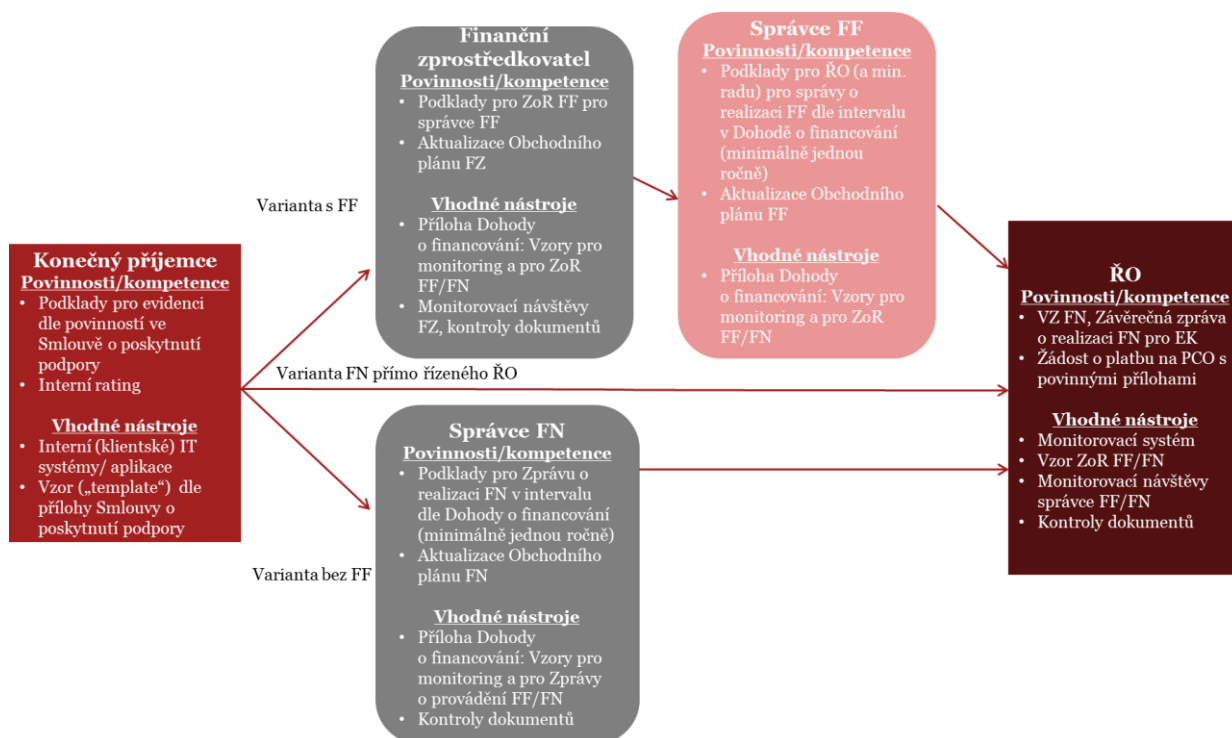 Konečný příjemce
Povinnosti/kompetence
• Podklady pro evidenci
dle povinností ve
Smlouvě o poskytnutí
podpory
• Interní rating
Vhodné nástroje
• Interní (klientské) IT
systémy/ aplikace
• Vzor („template“) dle
přílohy Smlouvy o
poskytnutí podpory
Varianta s FF
Finanční
zprostředkovatel
Povinnosti/kompetence
• Podklady pro ZoR FF pro
správce FF
• Aktualizace Obchodního
plánu FZ
Vhodné nástroje
• Příloha Dohody
o financování: Vzory pro
monitoring a pro ZoR
FF/FN
• Monitorovací návštěvy
FZ, kontroly dokumentů
Správce FF
Povinnosti/kompetence
• Podklady pro ŘO (a min.
radu) pro správy o
realizaci FF dle intervalu
v Dohodě o financování
(minimálně jednou
ročně)
• Aktualizace Obchodního
plánu FF
Vhodné nástroje
• Příloha Dohody
o financování: Vzory pro
monitoring a pro ZoR
FF/FN
Varianta FN přímo řízeného ŘO
Varianta bez FF
Správce FN
Povinnosti/kompetence
• Podklady pro Zprávu o
realizaci FN v intervalu
dle Dohody o financování
(minimálně jednou ročně)
• Aktualizace Obchodního
plánu FN
Vhodné nástroje
• Příloha Dohody
o financování: Vzory pro
monitoring a pro Zprávy
o provádění FF/FN
• Kontroly dokumentů
ŘO
Povinnosti/kompetence
• VZ FN, Závěrečná zpráva
o realizaci FN pro EK
• Žádost o platbu na PCO s
povinnými přílohami
Vhodné nástroje
• Monitorovací systém
• Vzor ZoR FF/FN
• Monitorovací návštěvy
správce FF/FN
• Kontroly dokumentů